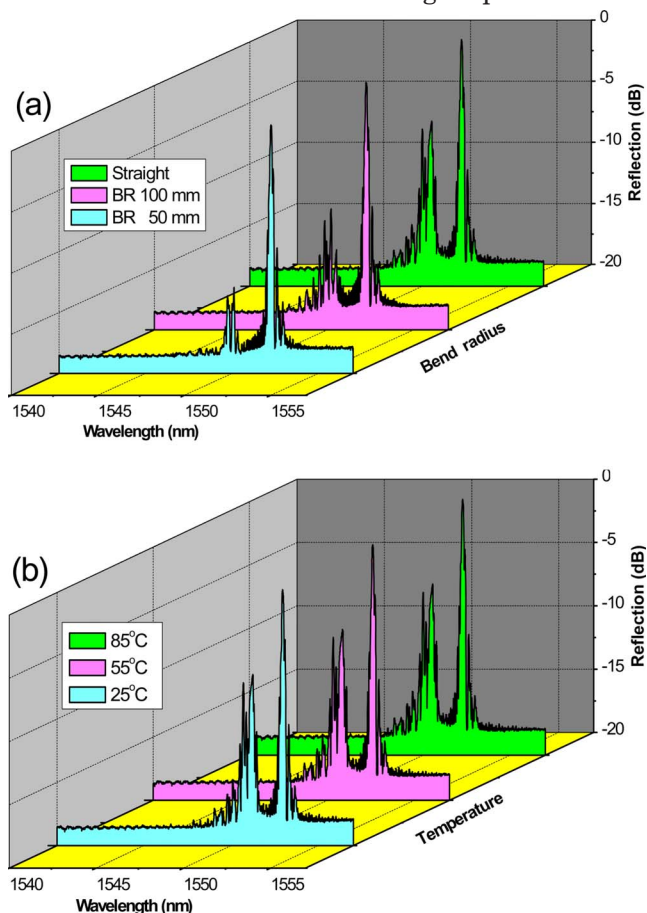 0
-5
-10
-15
-20
Reflection (dB)
(a)
Straight
BR 100 mm
BR 50 mm
Bend radius
1540 1545 1550 1555
Wavelength (nm)
0
-5
-10
-15
-20
Reflection (dB)
(b)
85°C
55°C
25°C
Temperature
1540 1545 1550 1555
Wavelength (nm)